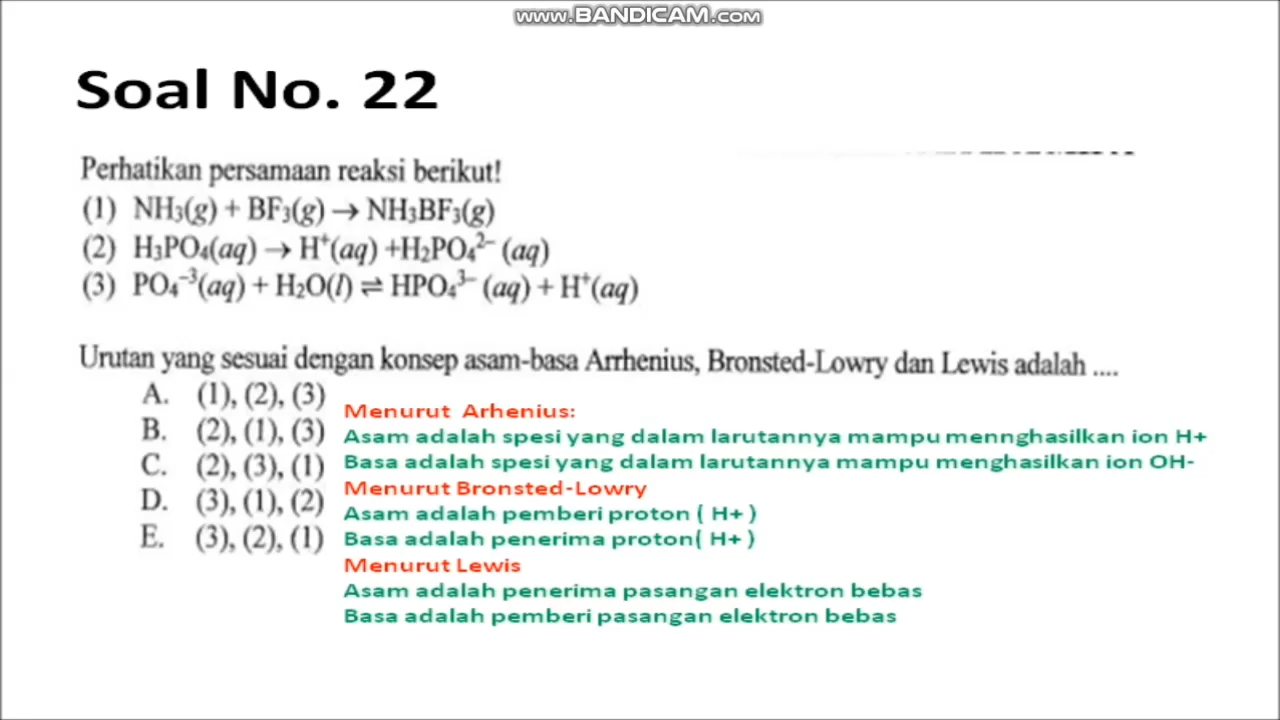 www.BANDICAM.com
Soal No. 22
Perhatikan persamaan reaksi berikut!
(1) NH₃(g) + BF₃(g) → NH₃BF₃(g)
(2) H₃PO₄(aq) → H⁺(aq) +H₂PO₄²⁻ (aq)
(3) PO₄⁻³(aq) + H₂O(l) ⇌ HPO₄³⁻ (aq) + H⁺(aq)
Urutan yang sesuai dengan konsep asam-basa Arrhenius, Bronsted-Lowry dan Lewis adalah ....
A. (1), (2), (3)
B. (2), (1), (3)
C. (2), (3), (1)
D. (3), (1), (2)
E. (3), (2), (1)
Menurut Arhenius:
Asam adalah spesi yang dalam larutannya mampu mennghasilkan ion H+
Basa adalah spesi yang dalam larutannya mampu menghasilkan ion OH-
Menurut Bronsted-Lowry
Asam adalah pemberi proton ( H+ )
Basa adalah penerima proton( H+ )
Menurut Lewis
Asam adalah penerima pasangan elektron bebas
Basa adalah pemberi pasangan elektron bebas